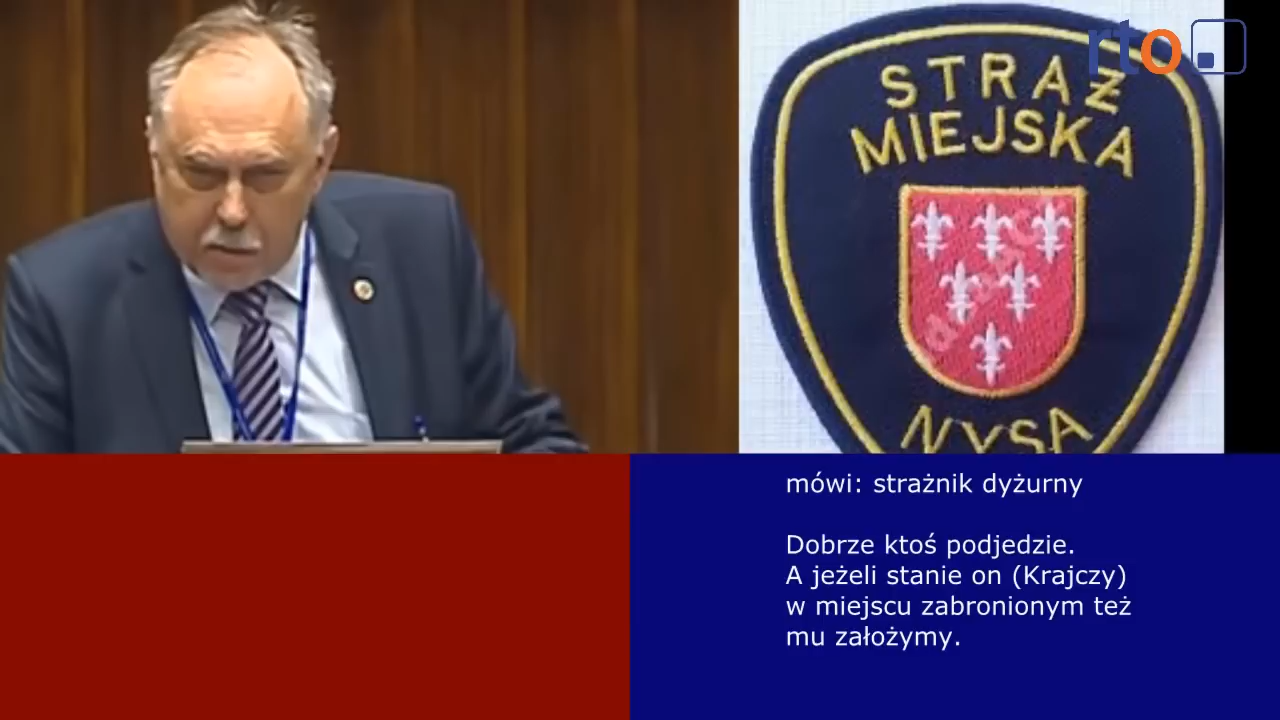 rto
STRAŻ
MIEJSKA
NYSA
mówi: strażnik dyżurny
Dobrze ktoś podjedzie.
A jeżeli stanie on (Krajczy)
w miejscu zabronionym też
mu założymy.